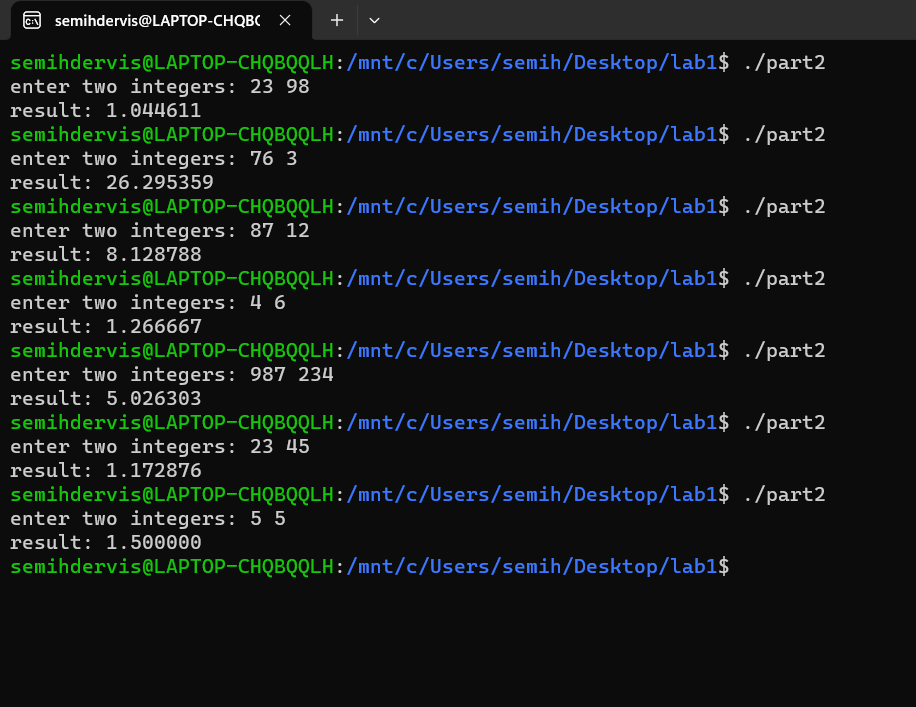 semihdervis@LAPTOP-CHQBC
semihdervis@LAPTOP-CHQBQQLH:/mnt/c/Users/semih/Desktop/lab1$ ./part2
enter two integers: 23 98
result: 1.044611
semihdervis@LAPTOP-CHQBQQLH:/mnt/c/Users/semih/Desktop/lab1$ ./part2
enter two integers: 76 3
result: 26.295359
semihdervis@LAPTOP-CHQBQQLH:/mnt/c/Users/semih/Desktop/lab1$ ./part2
enter two integers: 87 12
result: 8.128788
semihdervis@LAPTOP-CHQBQQLH:/mnt/c/Users/semih/Desktop/lab1$ ./part2
enter two integers: 4 6
result: 1.266667
semihdervis@LAPTOP-CHQBQQLH:/mnt/c/Users/semih/Desktop/lab1$ ./part2
enter two integers: 987 234
result: 5.026303
semihdervis@LAPTOP-CHQBQQLH:/mnt/c/Users/semih/Desktop/lab1$ ./part2
enter two integers: 23 45
result: 1.172876
semihdervis@LAPTOP-CHQBQQLH:/mnt/c/Users/semih/Desktop/lab1$ ./part2
enter two integers: 5 5
result: 1.500000
semihdervis@LAPTOP-CHQBQQLH:/mnt/c/Users/semih/Desktop/lab1$